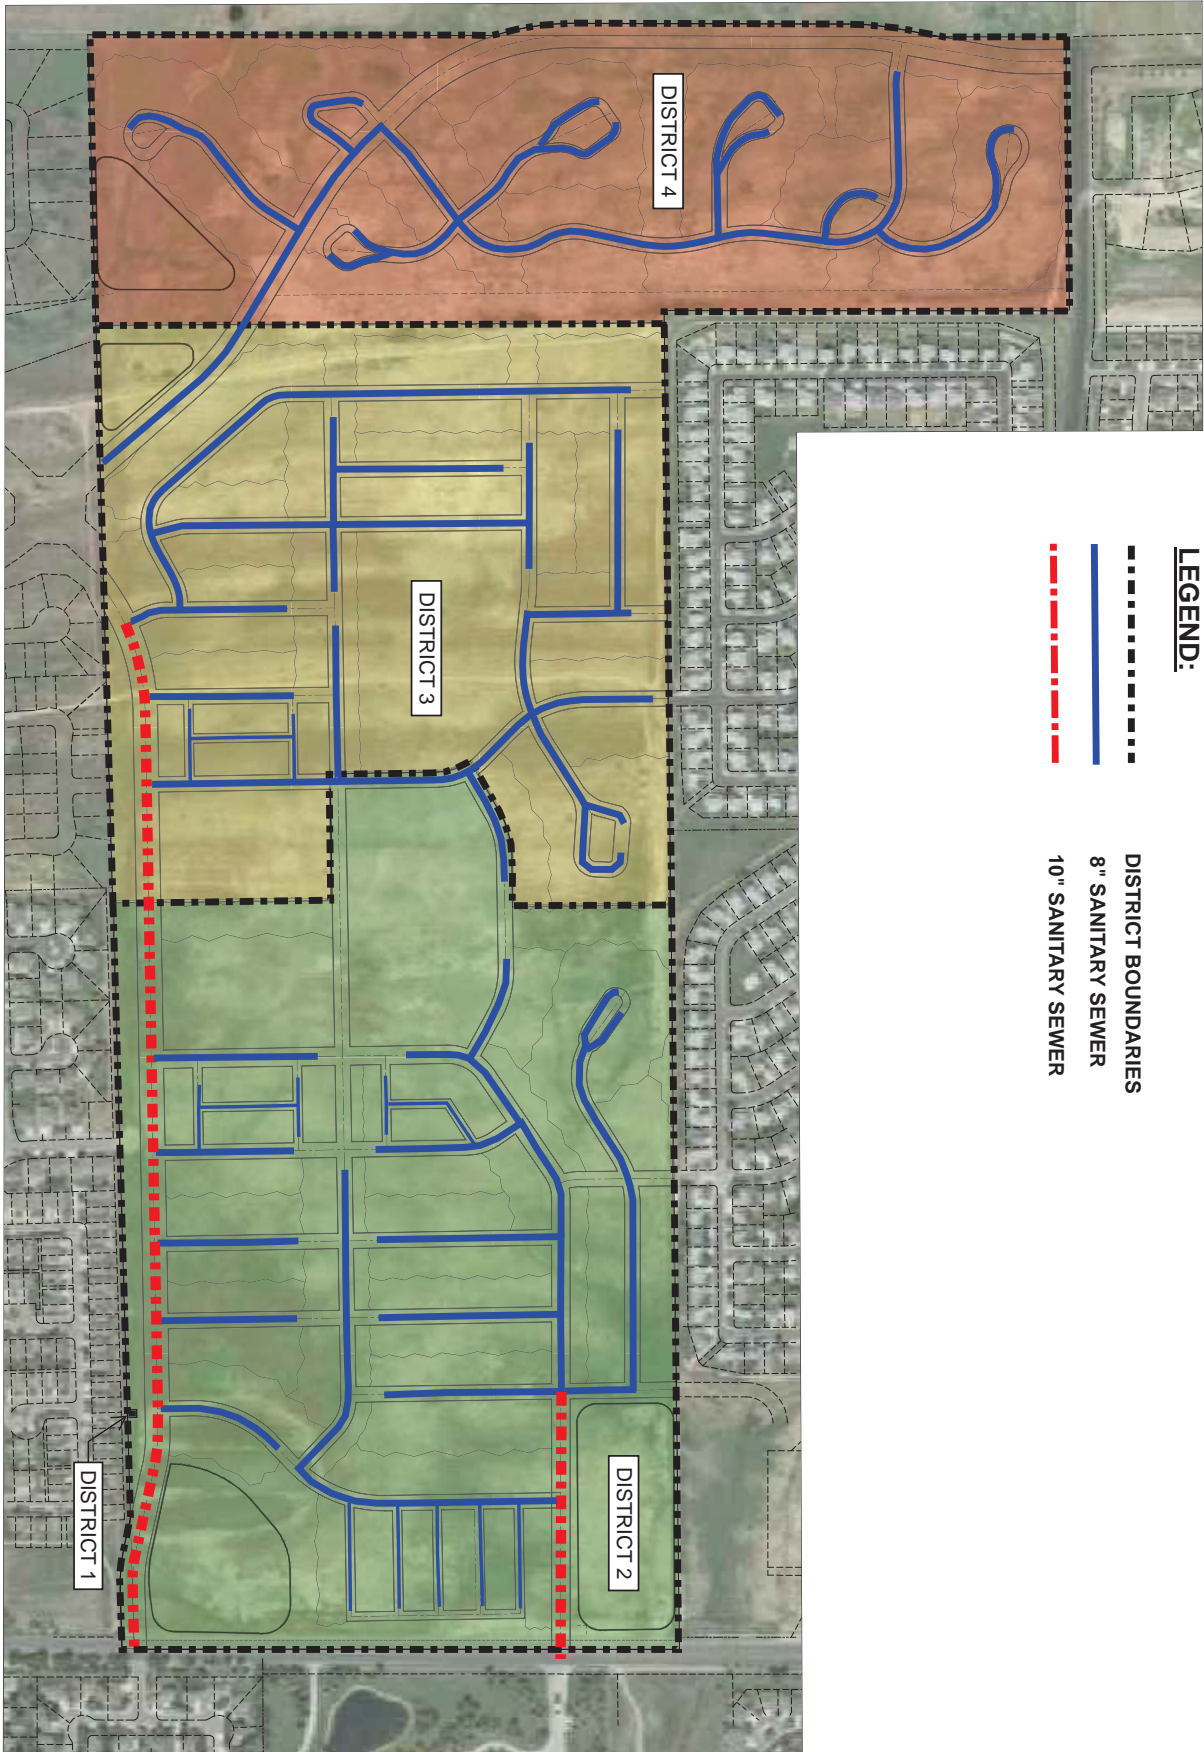 LEGEND:
DISTRICT BOUNDARIES
8" SANITARY SEWER
10" SANITARY SEWER
DISTRICT 4
DISTRICT 3
DISTRICT 2
DISTRICT 1